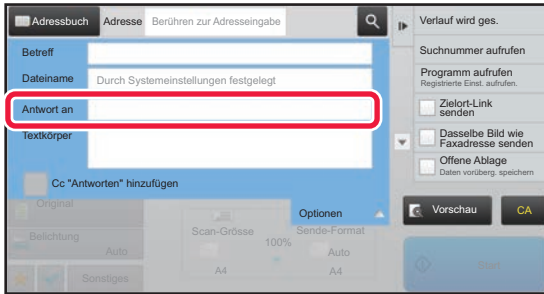 Adressbuch Adresse Berühren zur Adresseingabe
Betreff
Dateiname Durch Systemeinstellungen festgelegt
Antwort an
Textkörper
Cc "Antworten" hinzufügen
Optionen
Original
Scan-Grösse Sende-Format
Belichtung
100%
Auto Auto
A4 A4
Sonstiges
Verlauf wird ges.
Suchnummer aufrufen
Programm aufrufen
Registrierte Einst. aufrufen.
Zielort-Link
senden
Dasselbe Bild wie
Faxadresse senden
Offene Ablage
Daten vorüberg. speichern
Vorschau CA
Start